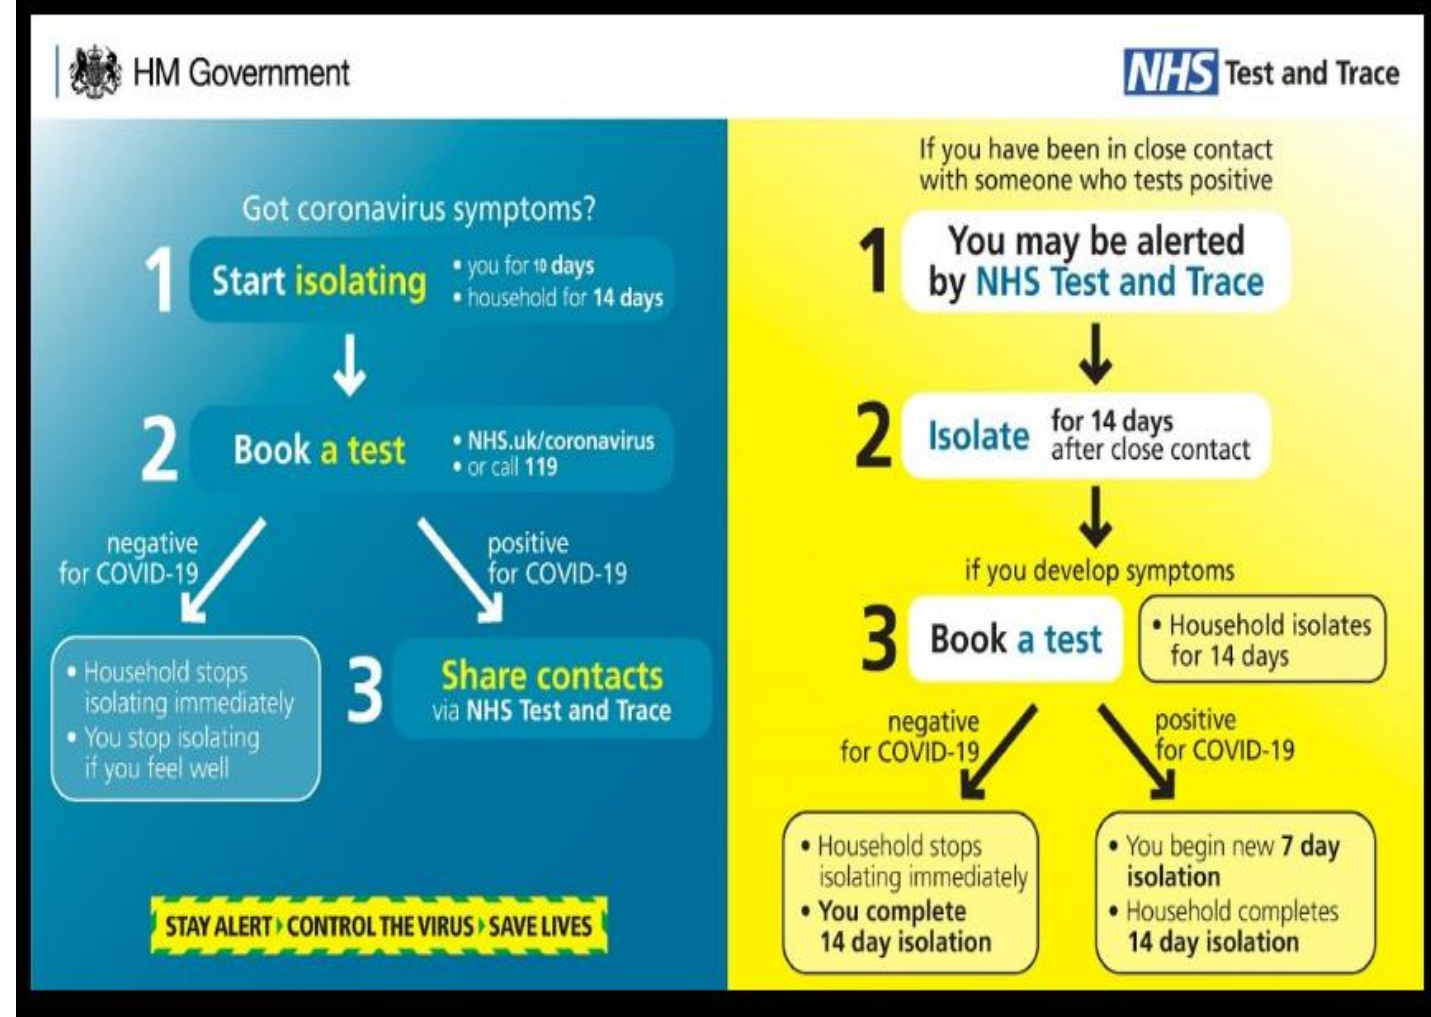 HM Government
NHS Test and Trace
Got coronavirus symptoms?
1
Start isolating
• you for 10 days
• household for 14 days
2
Book a test
• NHS.uk/coronavirus
• or call 119
negative
for COVID-19
positive
for COVID-19
• Household stops
isolating immediately
• You stop isolating
if you feel well
3
Share contacts
via NHS Test and Trace
STAY ALERT CONTROL THE VIRUS SAVE LIVES
If you have been in close contact
with someone who tests positive
1
You may be alerted
by NHS Test and Trace
2
Isolate
for 14 days
after close contact
if you develop symptoms
3
Book a test
• Household isolates
for 14 days
negative
for COVID-19
positive
for COVID-19
• Household stops
isolating immediately
• You complete
14 day isolation
• You begin new 7 day
isolation
• Household completes
14 day isolation